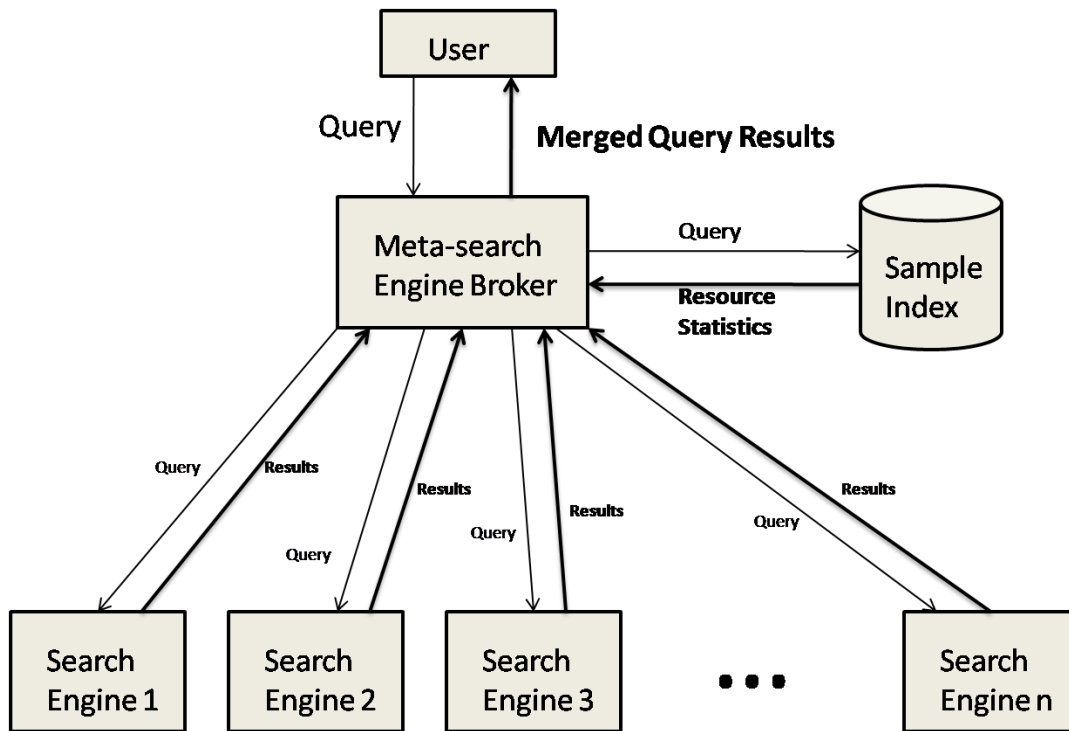 User
Query
Merged Query Results
Meta-search
Engine Broker
Query
Resource
Statistics
Sample
Index
Query
Results
Query
Results
Query
Results
Query
Results
Search
Engine 1
Search
Engine 2
Search
Engine 3
...
Search
Engine n